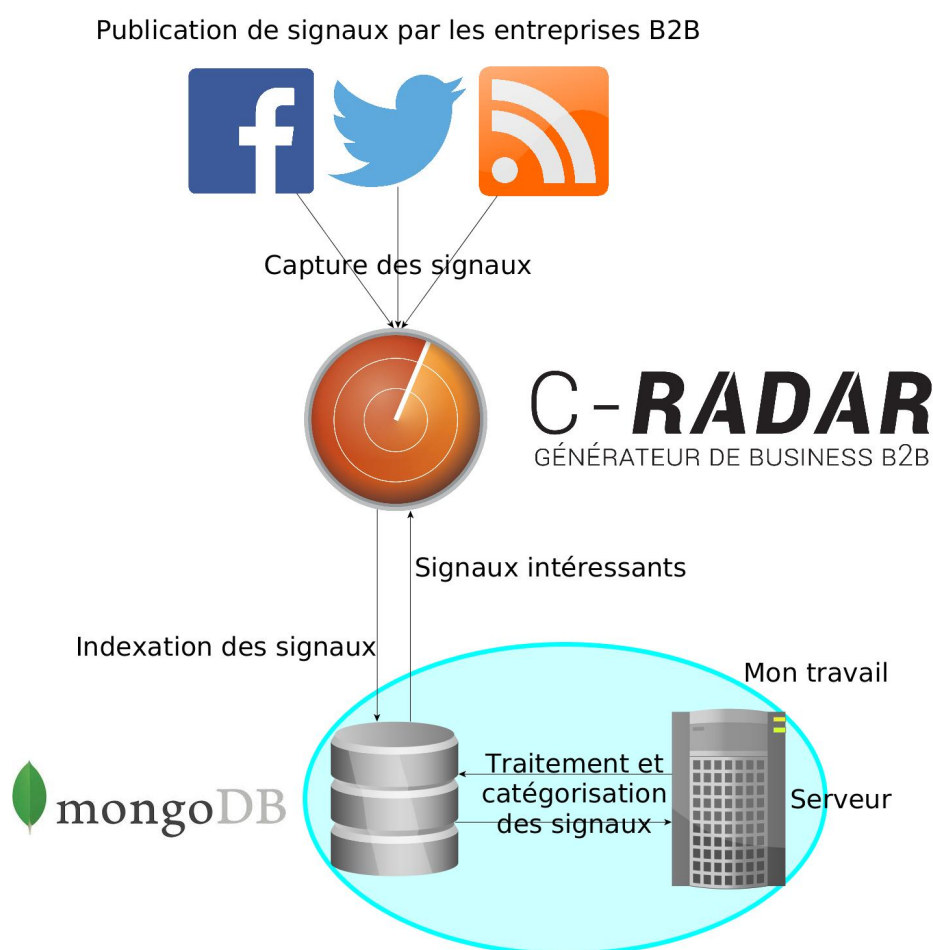 Publication de signaux par les entreprises B2B
Capture des signaux
C-RADAR
GÉNÉRATEUR DE BUSINESS B2B
Signaux intéressants
Indexation des signaux
Mon travail
mongoDB
Traitement et
catégorisation
des signaux
Serveur